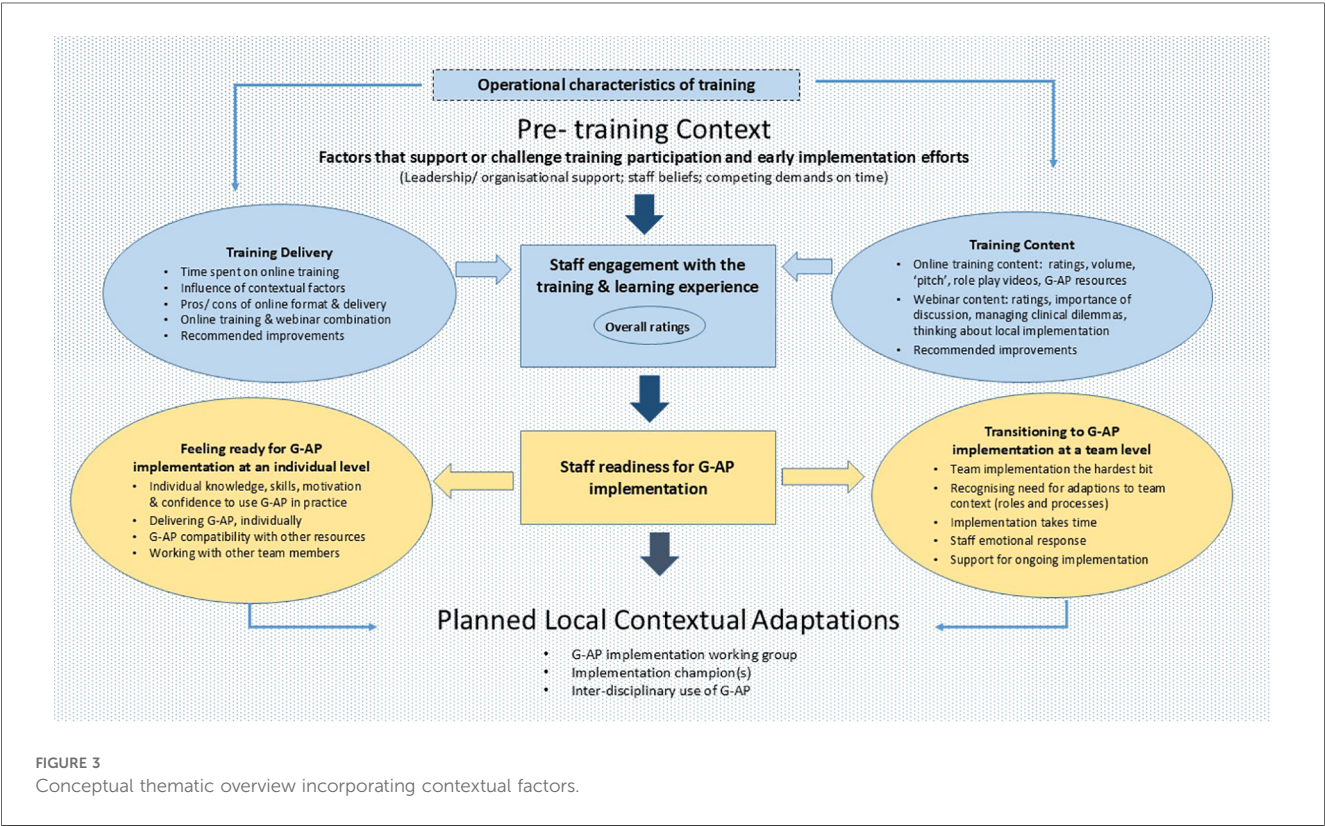 Operational characteristics of training
Pre- training Context
Factors that support or challenge training participation and early implementation efforts
(Leadership/ organisational support; staff beliefs; competing demands on time)
Training Delivery
• Time spent on online training
• Influence of contextual factors
• Pros/ cons of online format & delivery
• Online training & webinar combination
• Recommended improvements
Staff engagement with the
training & learning experience
Overall ratings
Training Content
• Online training content: ratings, volume,
‘pitch’, role play videos, G-AP resources
• Webinar content: ratings, importance of
discussion, managing clinical dilemmas,
thinking about local implementation
• Recommended improvements
Feeling ready for G-AP
implementation at an individual level
• Individual knowledge, skills, motivation
& confidence to use G-AP in practice
• Delivering G-AP, individually
• G-AP compatibility with other resources
• Working with other team members
Staff readiness for G-AP
implementation
Transitioning to G-AP
implementation at a team level
• Team implementation the hardest bit
• Recognising need for adaptions to team
context (roles and processes)
• Implementation takes time
• Staff emotional response
• Support for ongoing implementation
Planned Local Contextual Adaptations
• G-AP implementation working group
• Implementation champion(s)
• Inter-disciplinary use of G-AP
FIGURE 3
Conceptual thematic overview incorporating contextual factors.